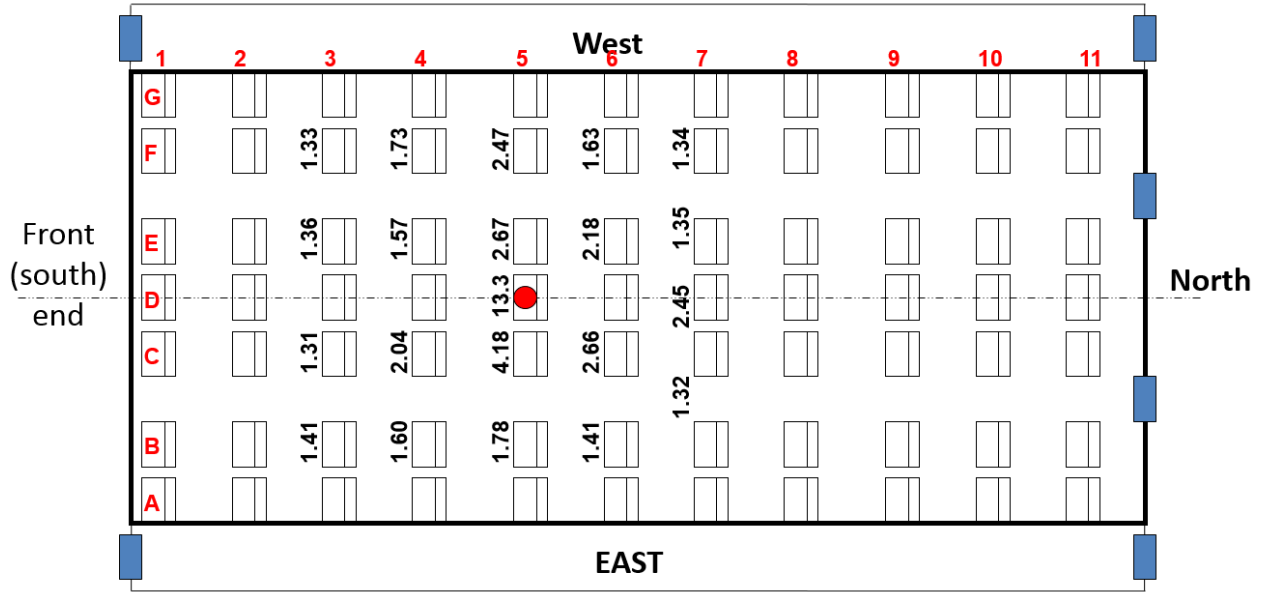 West
1 2 3 4 5 6 7 8 9 10 11
G
F 1.33 1.73 2.47 1.63 1.34
E 1.36 1.57 2.67 2.18 1.35
D 13.3 2.45
C 1.31 2.04 4.18 2.66
1.32
B 1.41 1.60 1.78 1.41
A
Front
(south)
end
North
EAST